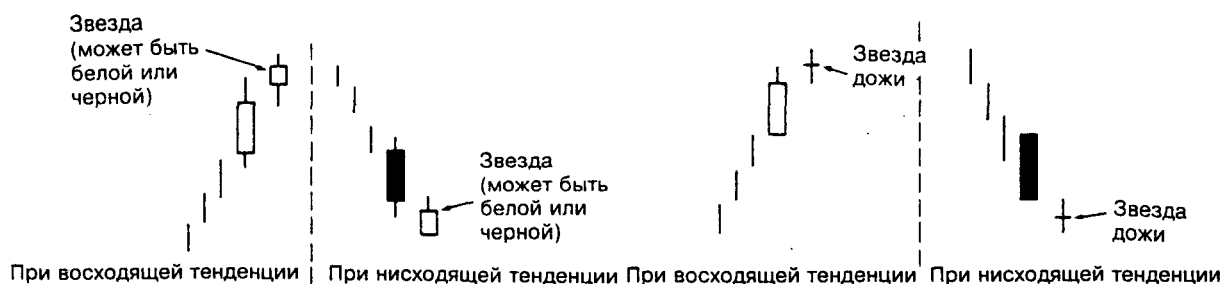 Звезда
(может быть
белой или
черной)
Звезда
(может быть
белой или
черной)
Звезда
дожи
Звезда
дожи
При восходящей тенденции
При нисходящей тенденции
При восходящей тенденции
При нисходящей тенденции